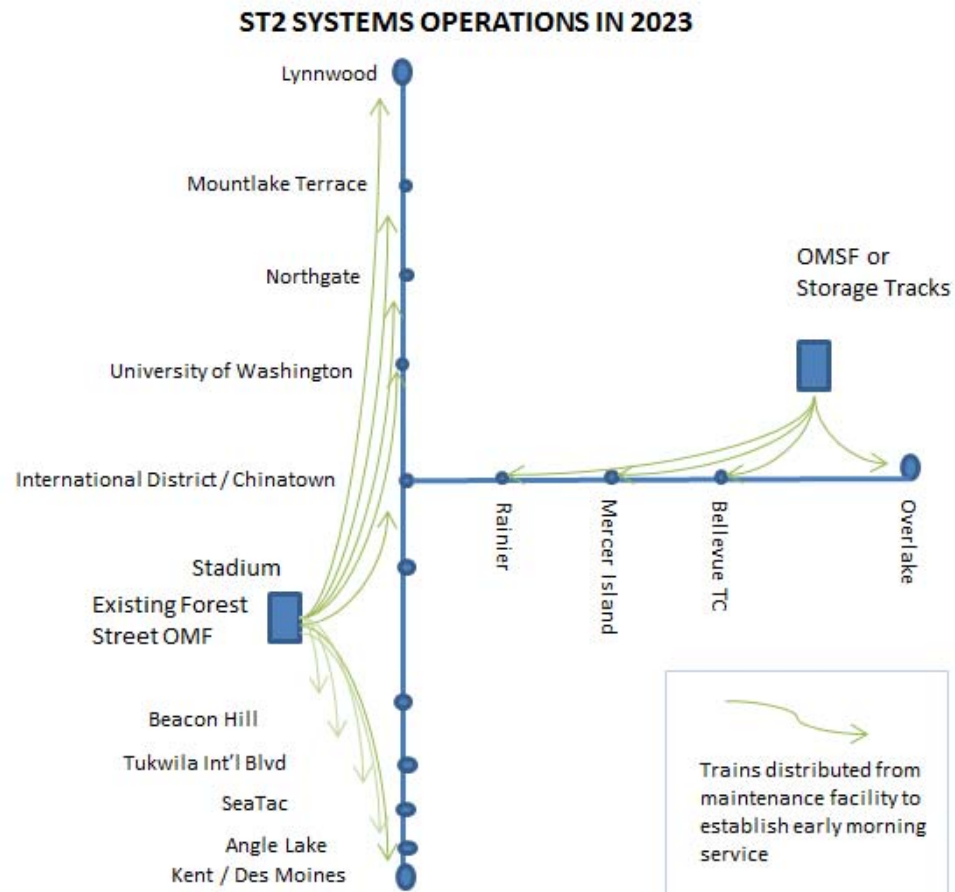 ST2 SYSTEMS OPERATIONS IN 2023
Lynnwood
Mountlake Terrace
Northgate
University of Washington
International District / Chinatown
Stadium
Existing Forest
Street OMF
Beacon Hill
Tukwila Int'l Blvd
SeaTac
Angle Lake
Kent / Des Moines
OMSF or
Storage Tracks
Rainier
Mercer Island
Bellevue TC
Overlake
Trains distributed from
maintenance facility to
establish early morning
service